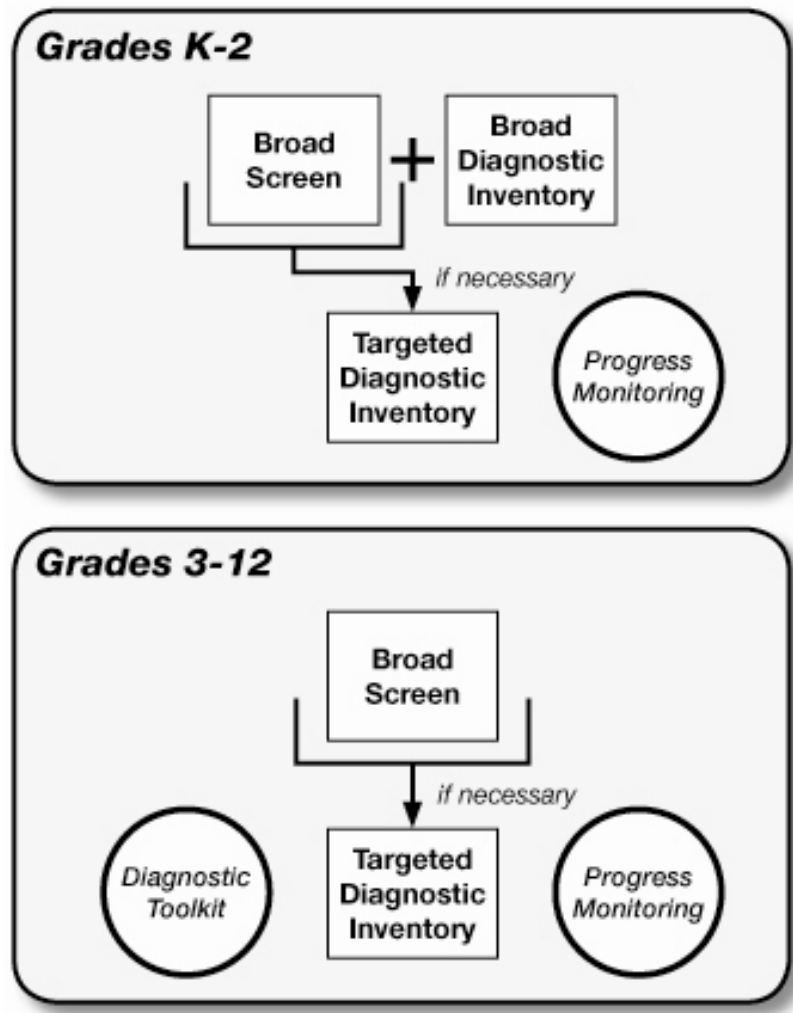 Grades K-2
Broad
Screen
+
Broad
Diagnostic
Inventory
if necessary
Targeted
Diagnostic
Inventory
Progress
Monitoring
Grades 3-12
Broad
Screen
if necessary
Diagnostic
Toolkit
Targeted
Diagnostic
Inventory
Progress
Monitoring